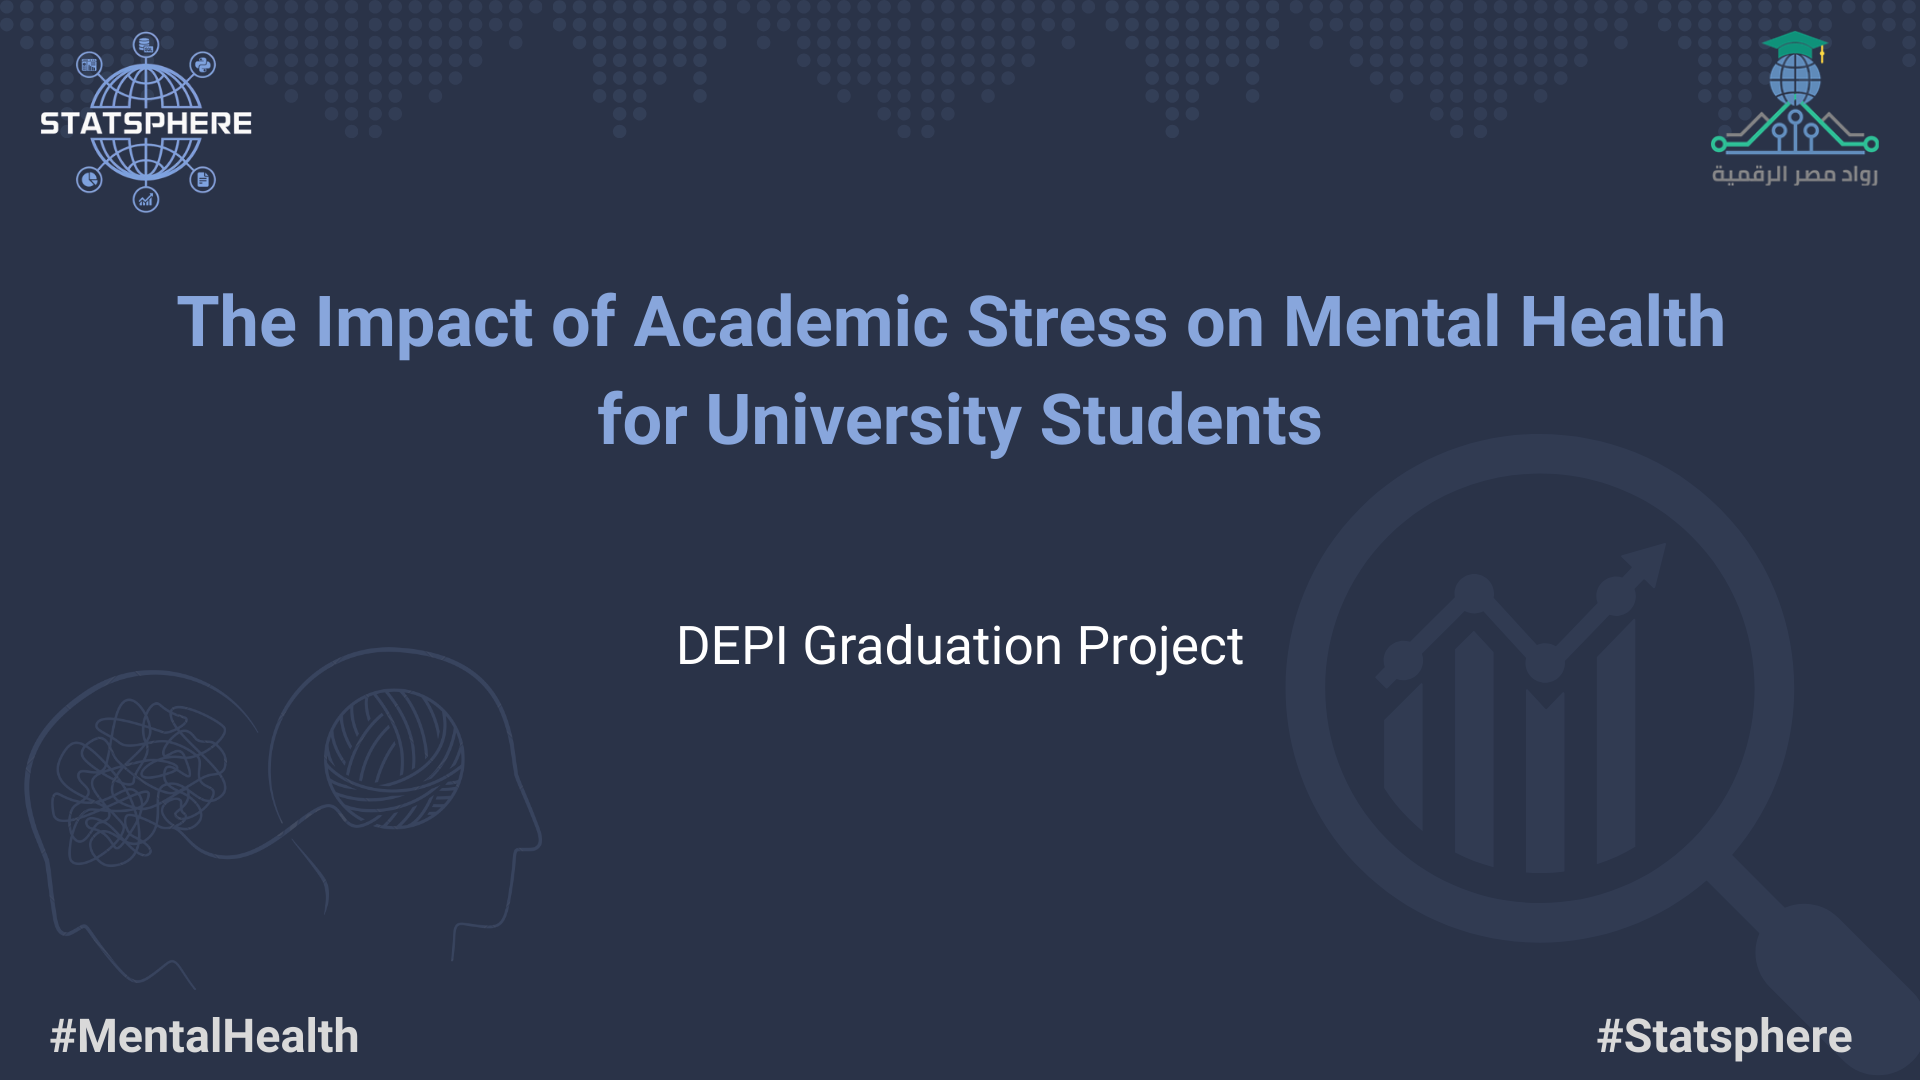 STATSPHERE
رواد مصر الرقمية
The Impact of Academic Stress on Mental Health
for University Students
DEPI Graduation Project
#MentalHealth
#Statsphere